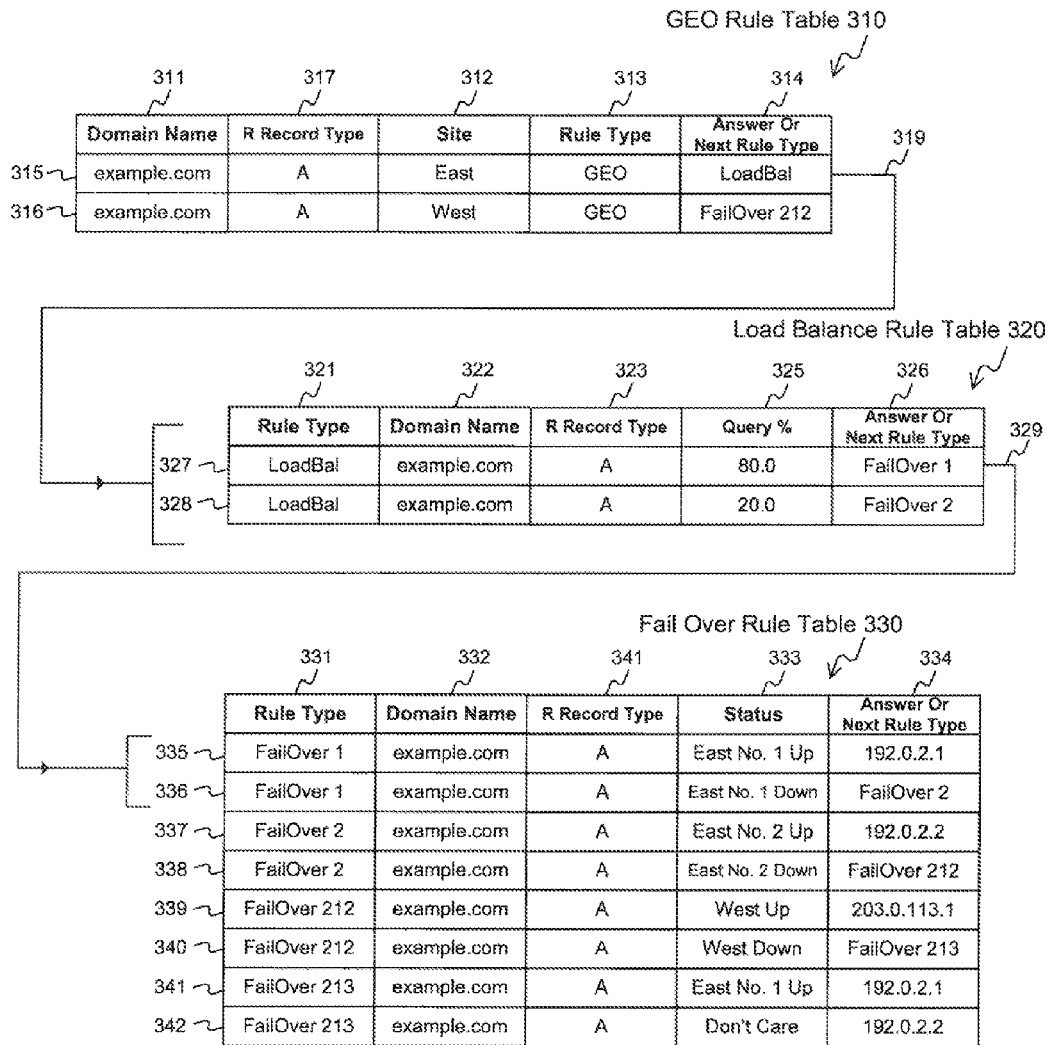 GEO Rule Table 310
311 317 312 313 314
Domain Name R Record Type Site Rule Type Answer Or Next Rule Type
319
315 example.com A East GEO LoadBal
316 example.com A West GEO FailOver 212
Load Balance Rule Table 320
321 322 323 325 326
Rule Type Domain Name R Record Type Query % Answer Or Next Rule Type
329
327 LoadBal example.com A 80.0 FailOver 1
328 LoadBal example.com A 20.0 FailOver 2
Fail Over Rule Table 330
331 332 341 333 334
Rule Type Domain Name R Record Type Status Answer Or Next Rule Type
335 FailOver 1 example.com A East No. 1 Up 192.0.2.1
336 FailOver 1 example.com A East No. 1 Down FailOver 2
337 FailOver 2 example.com A East No. 2 Up 192.0.2.2
338 FailOver 2 example.com A East No. 2 Down FailOver 212
339 FailOver 212 example.com A West Up 203.0.113.1
340 FailOver 212 example.com A West Down FailOver 213
341 FailOver 213 example.com A East No. 1 Up 192.0.2.1
342 FailOver 213 example.com A Don't Care 192.0.2.2